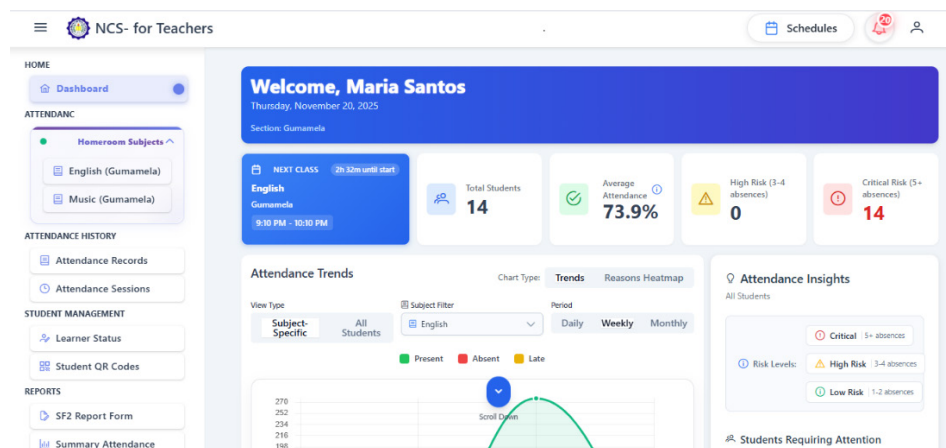 NCS- for Teachers
Schedules
20
HOME
Dashboard
ATTENDANC
Homeroom Subjects
English (Gumamela)
Music (Gumamela)
ATTENDANCE HISTORY
Attendance Records
Attendance Sessions
STUDENT MANAGEMENT
Learner Status
Student QR Codes
REPORTS
SF2 Report Form
Summary Attendance
Welcome, Maria Santos
Thursday, November 20, 2025
Section: Gumamela
NEXT CLASS 2h 32m until start
English
Gumamela
9:10 PM - 10:10 PM
Total Students
14
Average
Attendance
73.9%
High Risk (3-4
absences)
0
Critical Risk (5+
absences)
14
Attendance Trends
Chart Type: Trends Reasons Heatmap
View Type
Subject-
Specific
All
Students
Subject Filter
English
Period
Daily Weekly Monthly
Present Absent Late
Scroll Down
270
252
234
216
198
Attendance Insights
All Students
Risk Levels:
Critical 5+ absences
High Risk 3-4 absences
Low Risk 1-2 absences
Students Requiring Attention